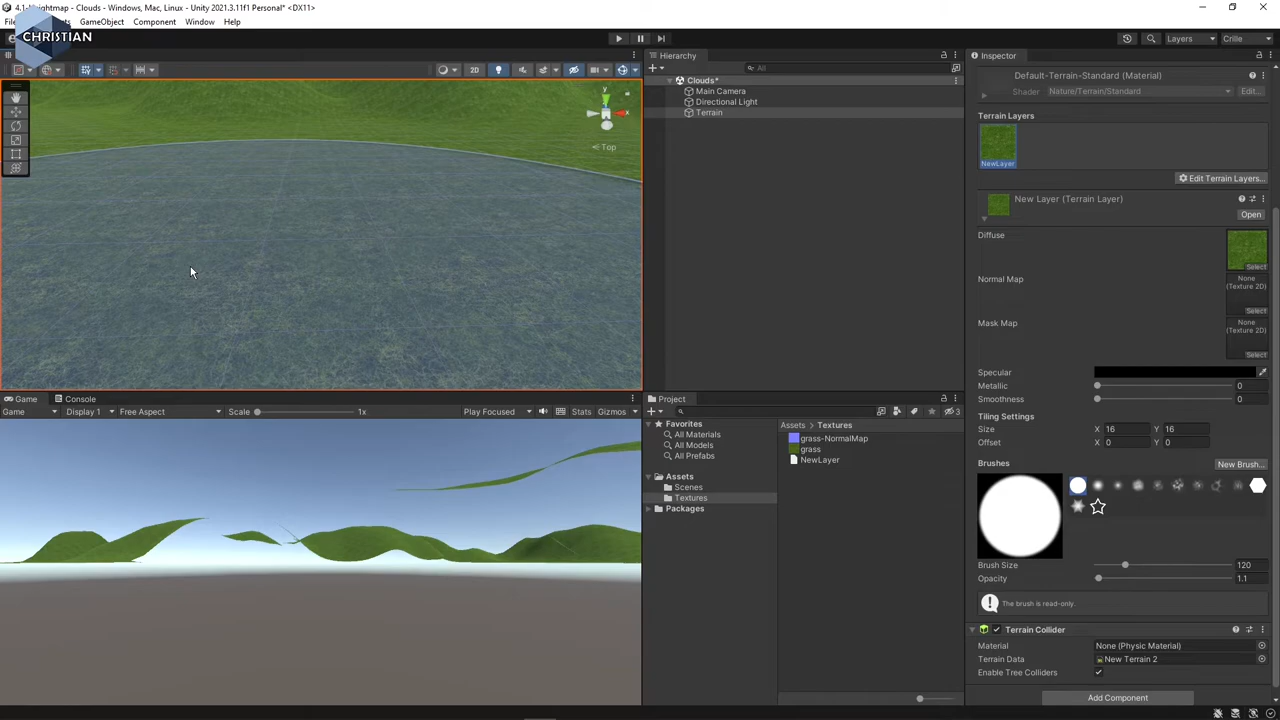 4.1-Heightmap - Clouds - Windows, Mac, Linux - Unity 2021.3.11f1 Personal* <DX11>
GameObject Component Window Help
CHRISTIAN
Layers Crille
2D
y
x
Top
Hierarchy
All
Clouds*
Main Camera
Directional Light
Terrain
Inspector
Default-Terrain-Standard (Material)
Shader Nature/Terrain/Standard Edit...
Terrain Layers
NewLayer
Edit Terrain Layers...
New Layer (Terrain Layer)
Open
Diffuse
Select
Normal Map None
(Texture 2D)
Select
Mask Map None
(Texture 2D)
Select
Specular
Metallic 0
Smoothness 0
Tiling Settings
Size X 16 Y 16
Offset X 0 Y 0
Brushes New Brush...
Brush Size 120
Opacity 1.1
The brush is read-only.
Terrain Collider
Material None (Physic Material)
Terrain Data New Terrain 2
Enable Tree Colliders
Add Component
Game Console
Game Display 1 Free Aspect Scale 1x Play Focused Stats Gizmos
Project
3
Favorites
All Materials
All Models
All Prefabs
Assets
Scenes
Textures
Packages
Assets > Textures
grass-NormalMap
grass
NewLayer